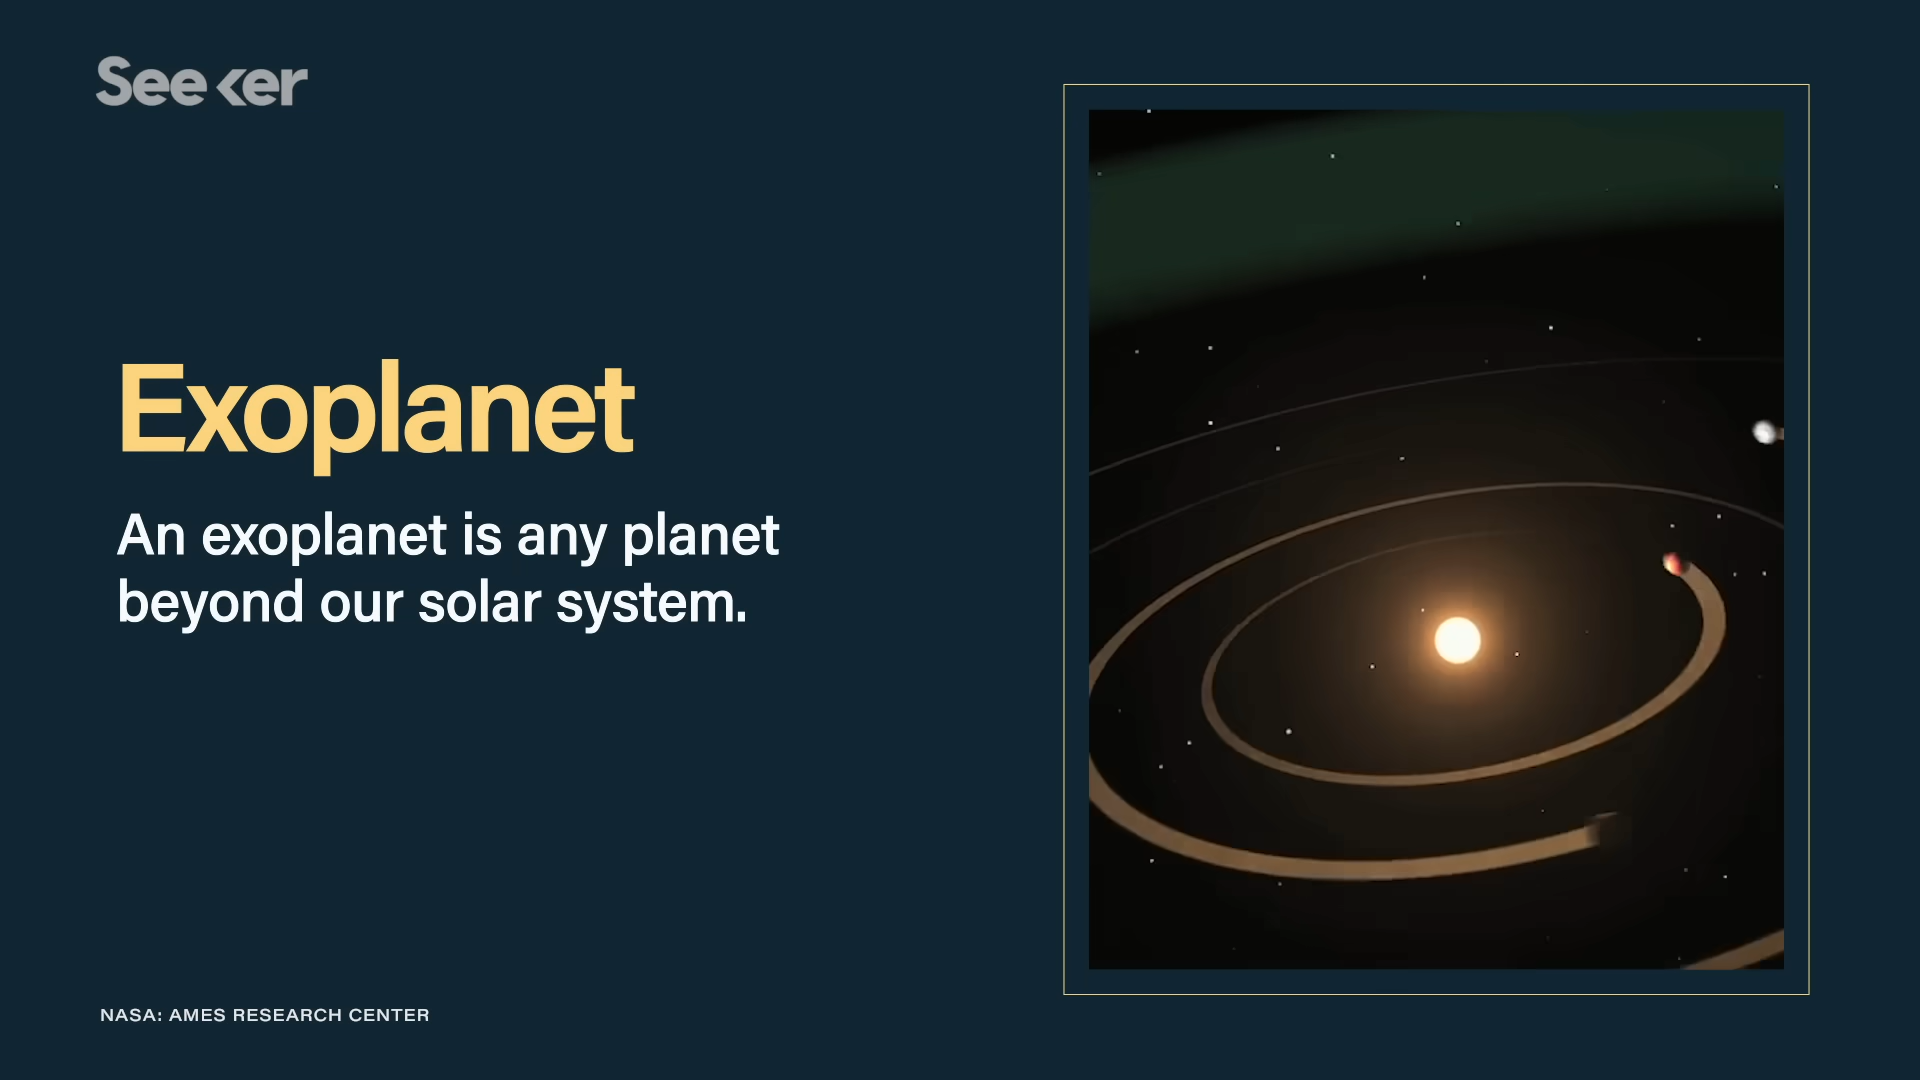 Seeker
Exoplanet
An exoplanet is any planet
beyond our solar system.
NASA: AMES RESEARCH CENTER